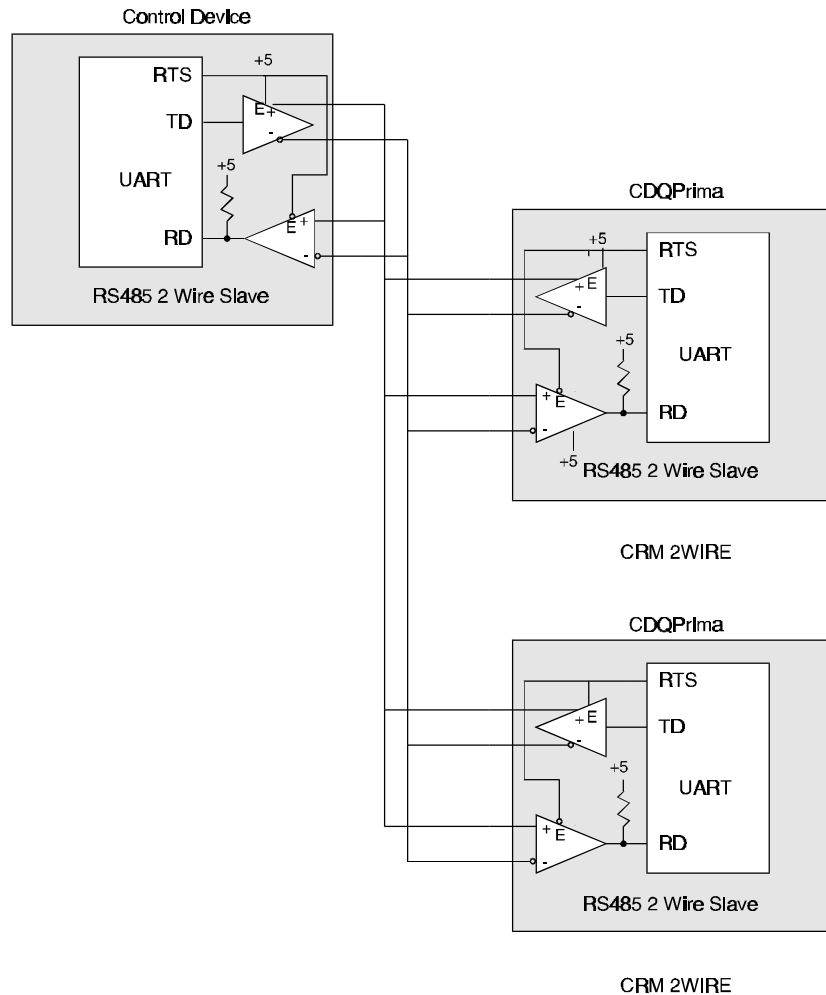 Control Device
+5
RTS
E +
TD
-
+5
UART
E +
RD
-
RS485 2 Wire Slave
CDQPrima
+5
RTS
+ E
TD
-
+5
UART
+
E
RD
-
+5
RS485 2 Wire Slave
CRM 2WIRE
CDQPrima
RTS
+ E
TD
-
+5
UART
+
E
RD
-
RS485 2 Wire Slave
CRM 2WIRE